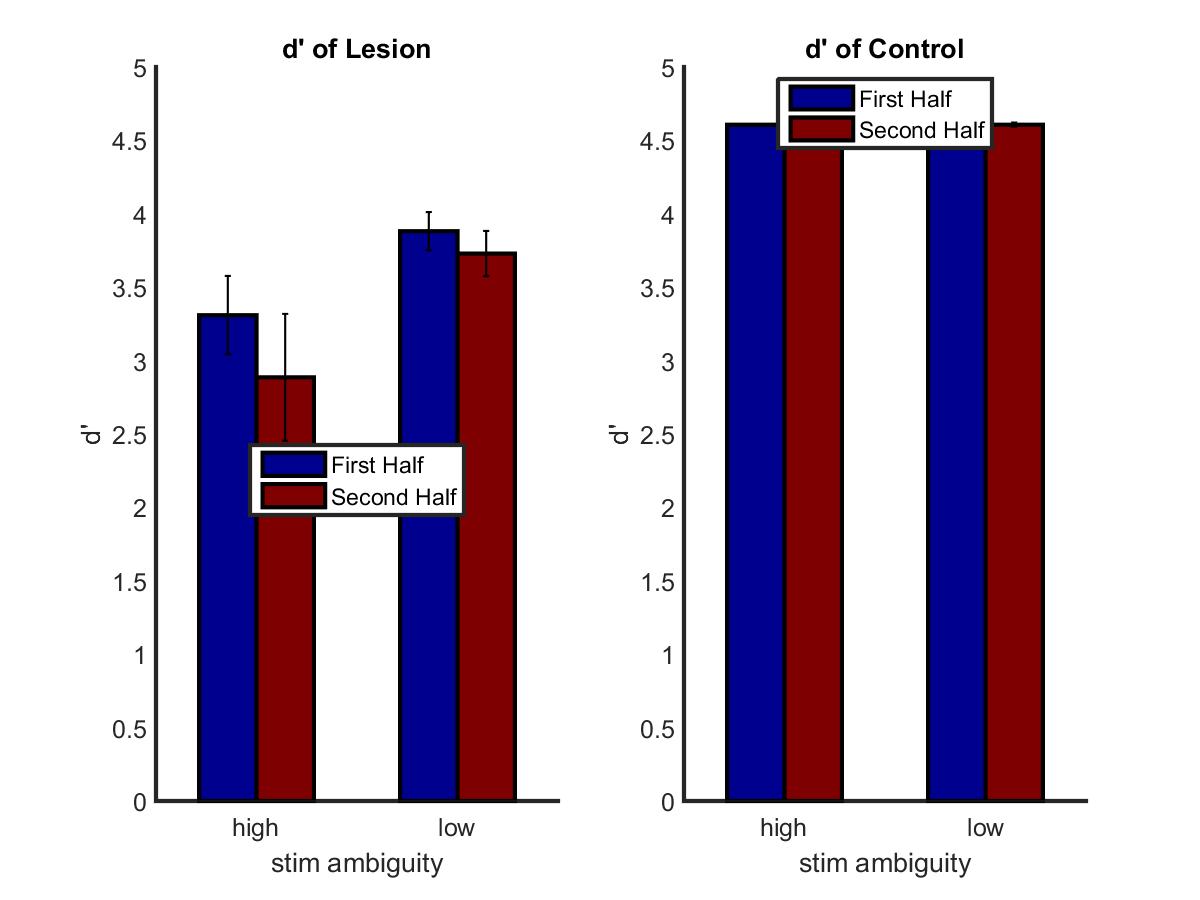 d' of Lesion
5
4.5
4
3.5
3
2.5
2
1.5
1
0.5
0
d'
First Half
Second Half
high low
stim ambiguity
d' of Control
5
4.5
4
3.5
3
2.5
2
1.5
1
0.5
0
d'
First Half
Second Half
high low
stim ambiguity